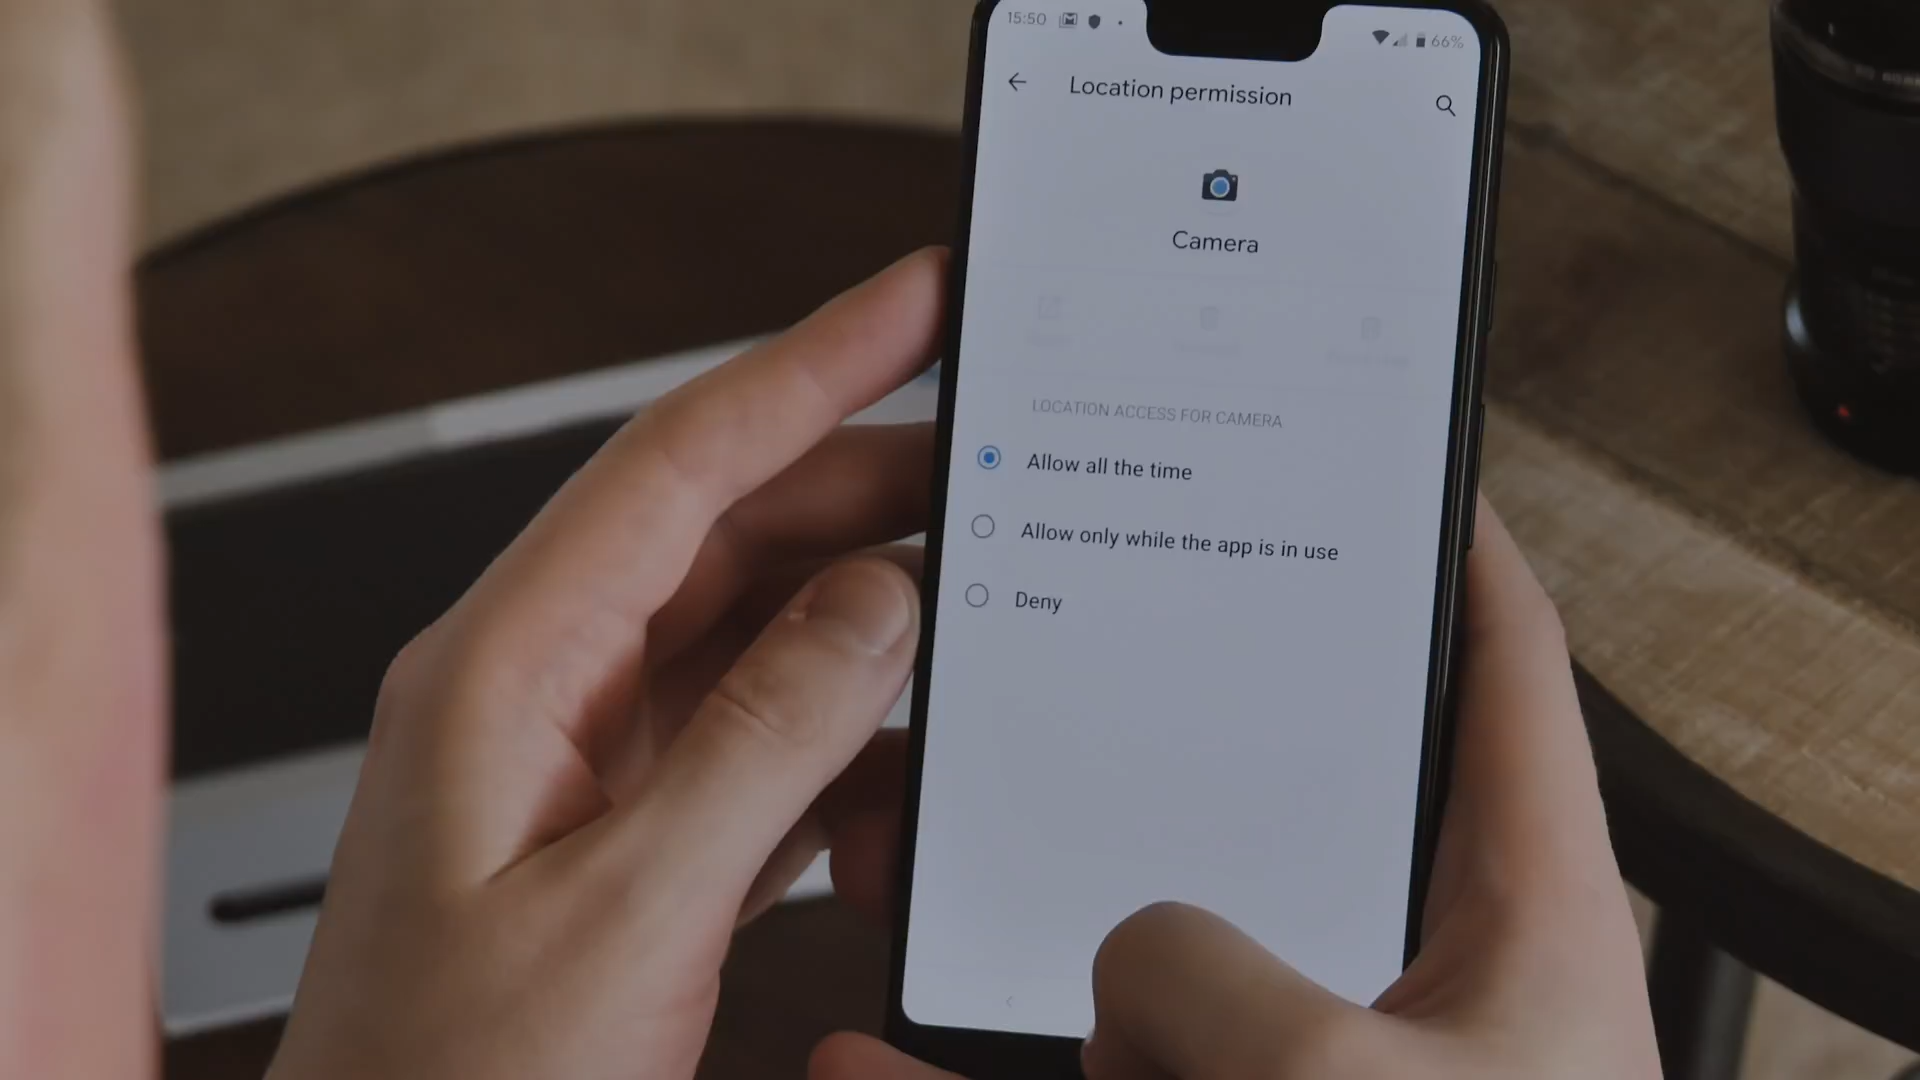 15:50
66%
Location permission
Camera
LOCATION ACCESS FOR CAMERA
Allow all the time
Allow only while the app is in use
Deny